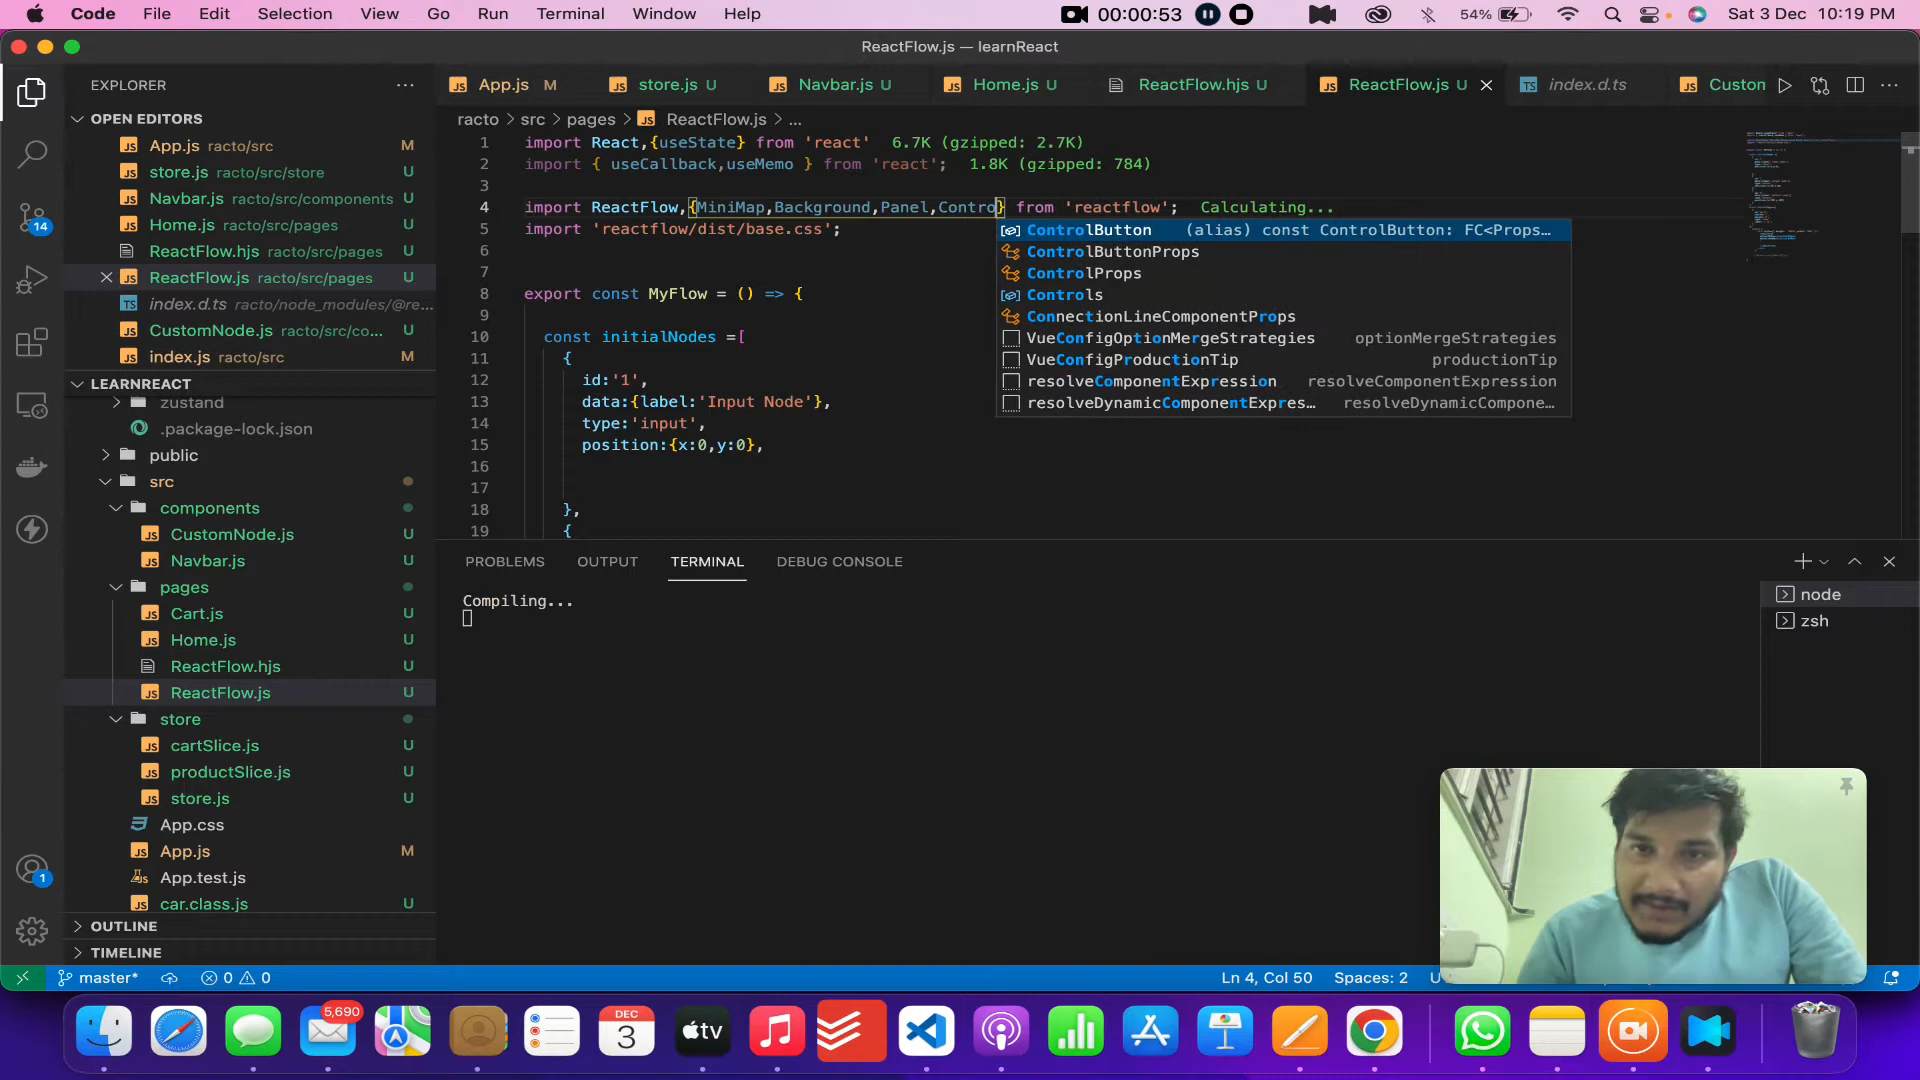 Code File Edit Selection View Go Run Terminal Window Help 00:00:53 54% Sat 3 Dec 10:19 PM
ReactFlow.js — learnReact
EXPLORER
App.js M store.js U Navbar.js U Home.js U ReactFlow.hjs U ReactFlow.js U index.d.ts Custon
OPEN EDITORS
App.js racto/src M
store.js racto/src/store U
Navbar.js racto/src/components U
Home.js racto/src/pages U
ReactFlow.hjs racto/src/pages U
ReactFlow.js racto/src/pages U
TS index.d.ts racto/node_modules/@re...
CustomNode.js racto/src/co... U
index.js racto/src M
LEARNREACT
zustand
.package-lock.json
public
src
components
CustomNode.js U
Navbar.js U
pages
Cart.js U
Home.js U
ReactFlow.hjs U
ReactFlow.js U
store
cartSlice.js U
productSlice.js U
store.js U
App.css
App.js M
App.test.js
car.class.js U
OUTLINE
TIMELINE
14
1
racto > src > pages > ReactFlow.js > ...
1 import React,{useState} from 'react' 6.7K (gzipped: 2.7K)
2 import { useCallback,useMemo } from 'react'; 1.8K (gzipped: 784)
3
4 import ReactFlow,{MiniMap,Background,Panel,Contro} from 'reactflow'; Calculating...
5 import 'reactflow/dist/base.css';
6
7
8 export const MyFlow = () => {
9
10 const initialNodes =[
11 {
12 id:'1',
13 data:{label:'Input Node'},
14 type:'input',
15 position:{x:0,y:0},
16
17
18 },
19 {
ControlButton (alias) const ControlButton: FC<Props...
ControlButtonProps
ControlProps
Controls
ConnectionLineComponentProps
VueConfigOptionMergeStrategies optionMergeStrategies
VueConfigProductionTip productionTip
resolveComponentExpression resolveComponentExpression
resolveDynamicComponentExpres... resolveDynamicCompone...
PROBLEMS OUTPUT TERMINAL DEBUG CONSOLE
Compiling...
node
zsh
master* 0 0 Ln 4, Col 50 Spaces: 2 U
5,690
DEC
3
tv